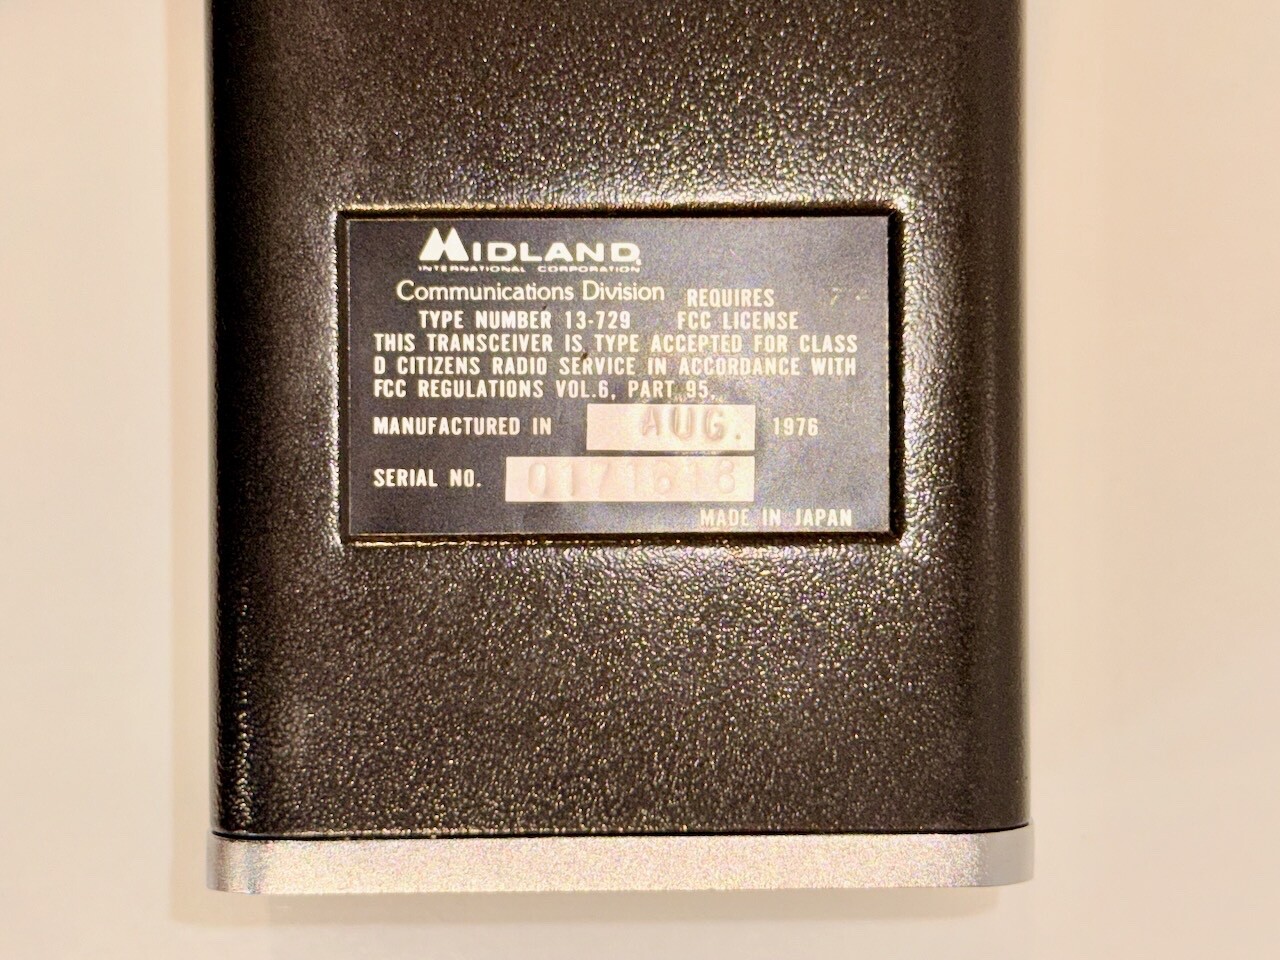 MIDLAND
INTERNATIONAL CORPORATION
Communications Division REQUIRES
TYPE NUMBER 13-729 FCC LICENSE
THIS TRANSCEIVER IS TYPE ACCEPTED FOR CLASS
D CITIZENS RADIO SERVICE IN ACCORDANCE WITH
FCC REGULATIONS VOL.6, PART 95.
MANUFACTURED IN AUG. 1976
SERIAL NO.
MADE IN JAPAN